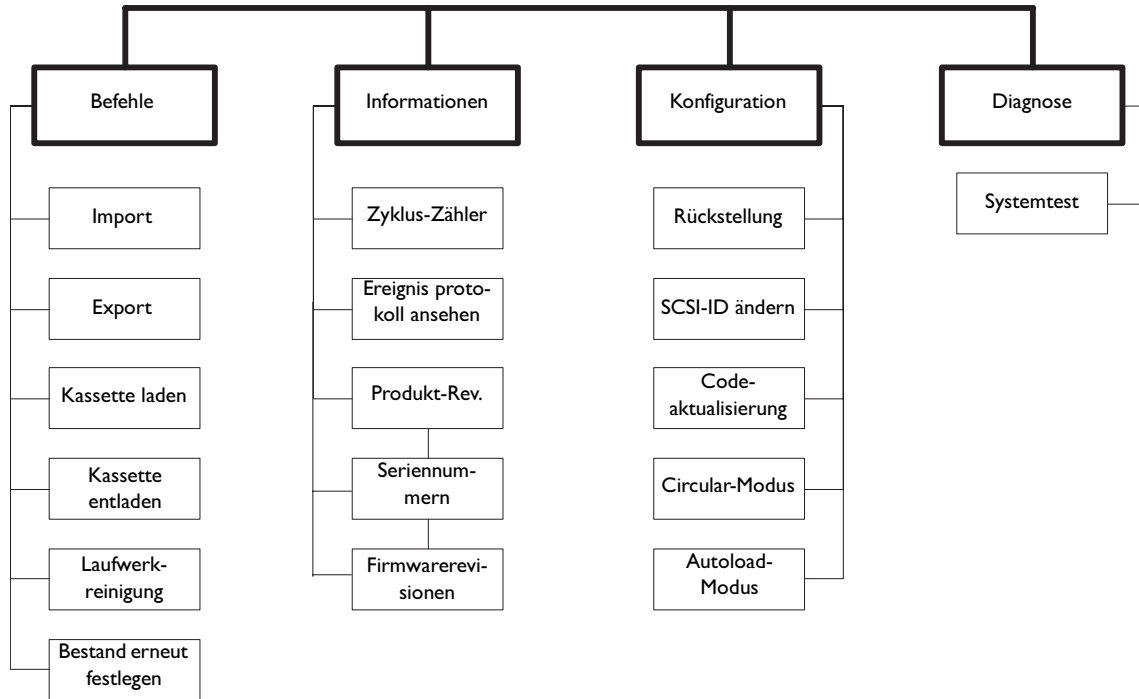 Befehle
Informationen
Konfiguration
Diagnose
Import
Export
Kassette laden
Kassette
entladen
Laufwerk-
reinigung
Bestand erneut
festlegen
Zyklus-Zähler
Ereignis proto-
koll ansehen
Produkt-Rev.
Seriennum-
mern
Firmwarerevi-
sionen
Rückstellung
SCSI-ID ändern
Code-
aktualisierung
Circular-Modus
Autoload-
Modus
Systemtest